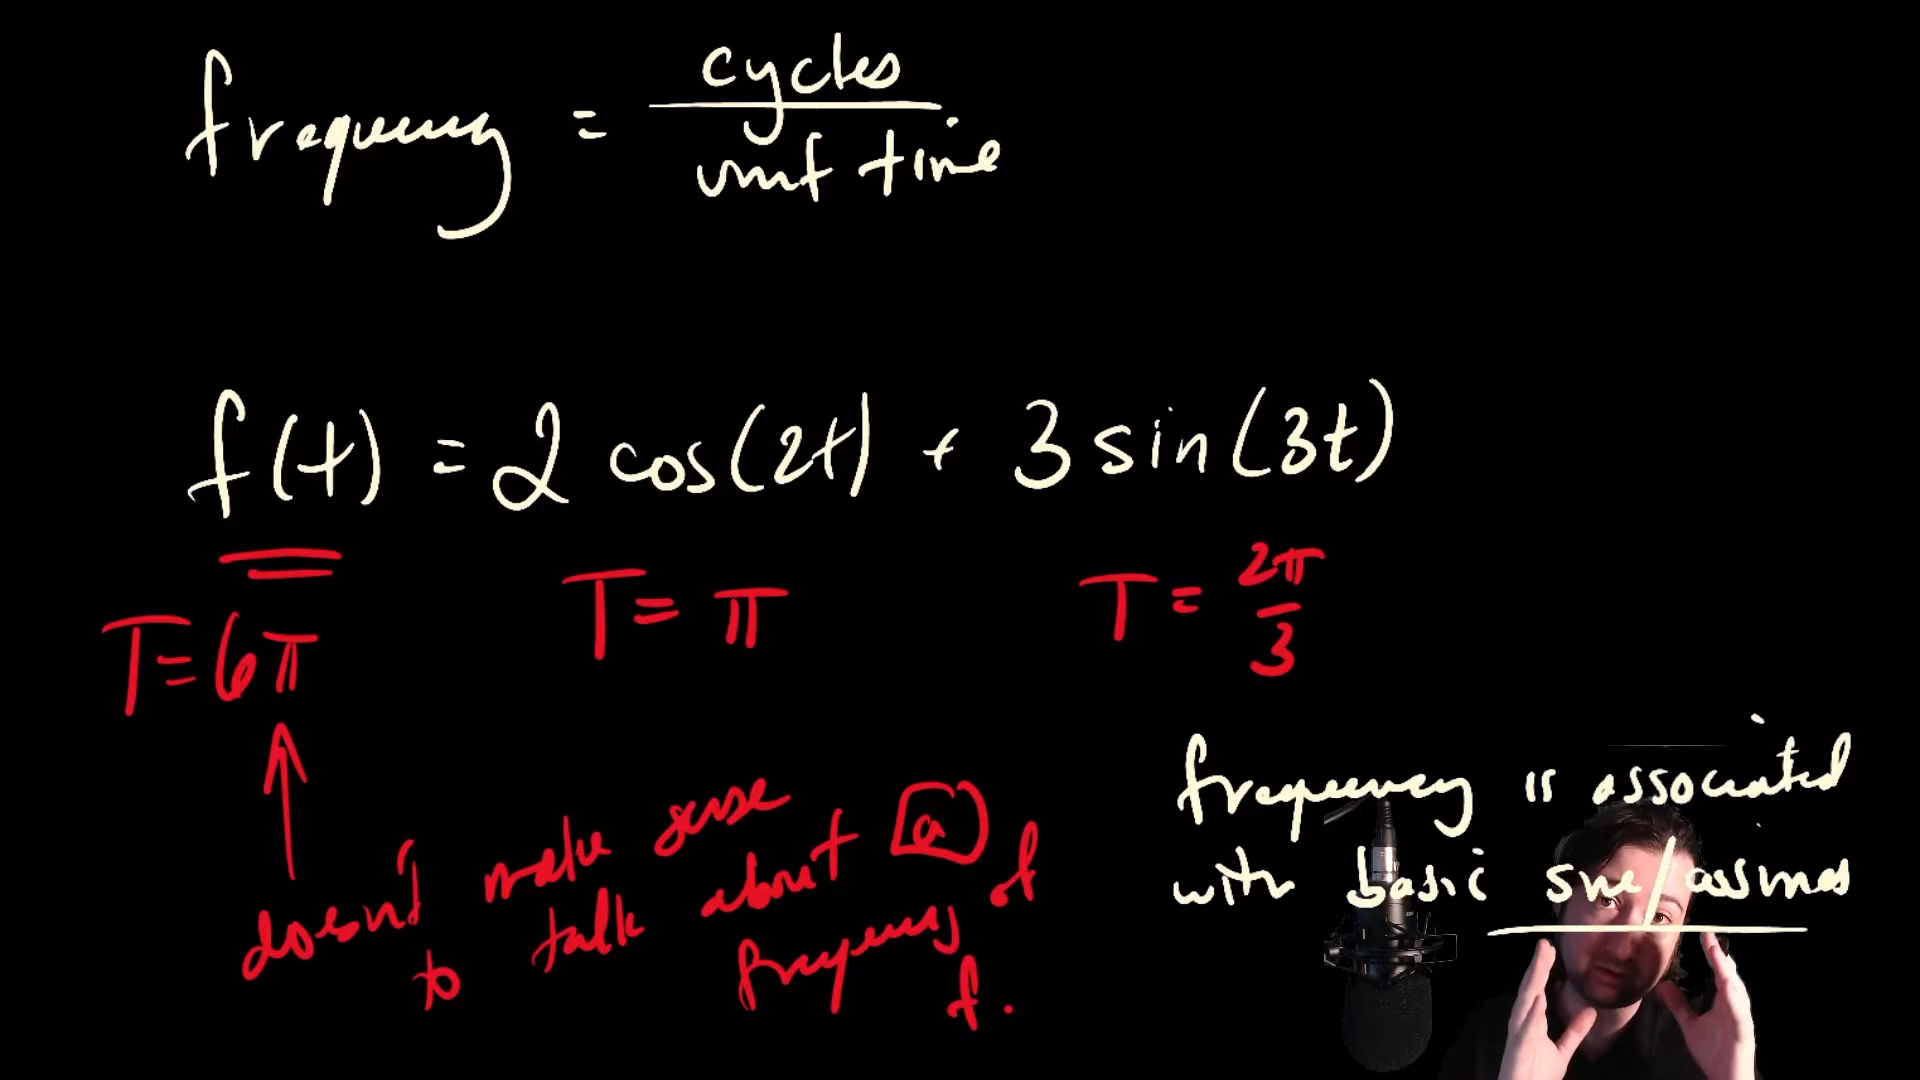 frequency = cycles / unit time
f(t) = 2 cos(2t) + 3 sin(3t)
T = 6π
T = π
T = 2π / 3
doesn't make sense
to talk about a
frequency of
f.
frequency is associated
with basic sine/cosines